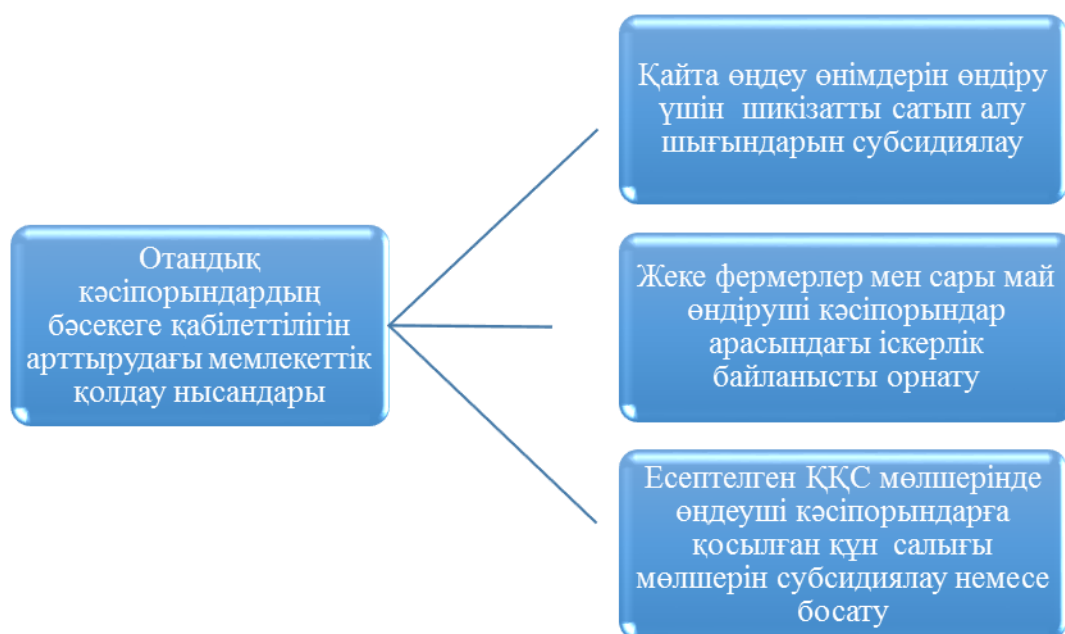 Отандық
кәсіпорындардың
бәсекеге қабілеттілігін
арттырудағы мемлекеттік
қолдау нысандары
Қайта өңдеу өнімдерін өндіру
үшін шикізатты сатып алу
шығындарын субсидиялау
Жеке фермерлер мен сары май
өндіруші кәсіпорындар
арасындағы іскерлік
байланысты орнату
Есептелген ҚҚС мөлшерінде
өңдеуші кәсіпорындарға
қосылған құн салығы
мөлшерін субсидиялау немесе
босату